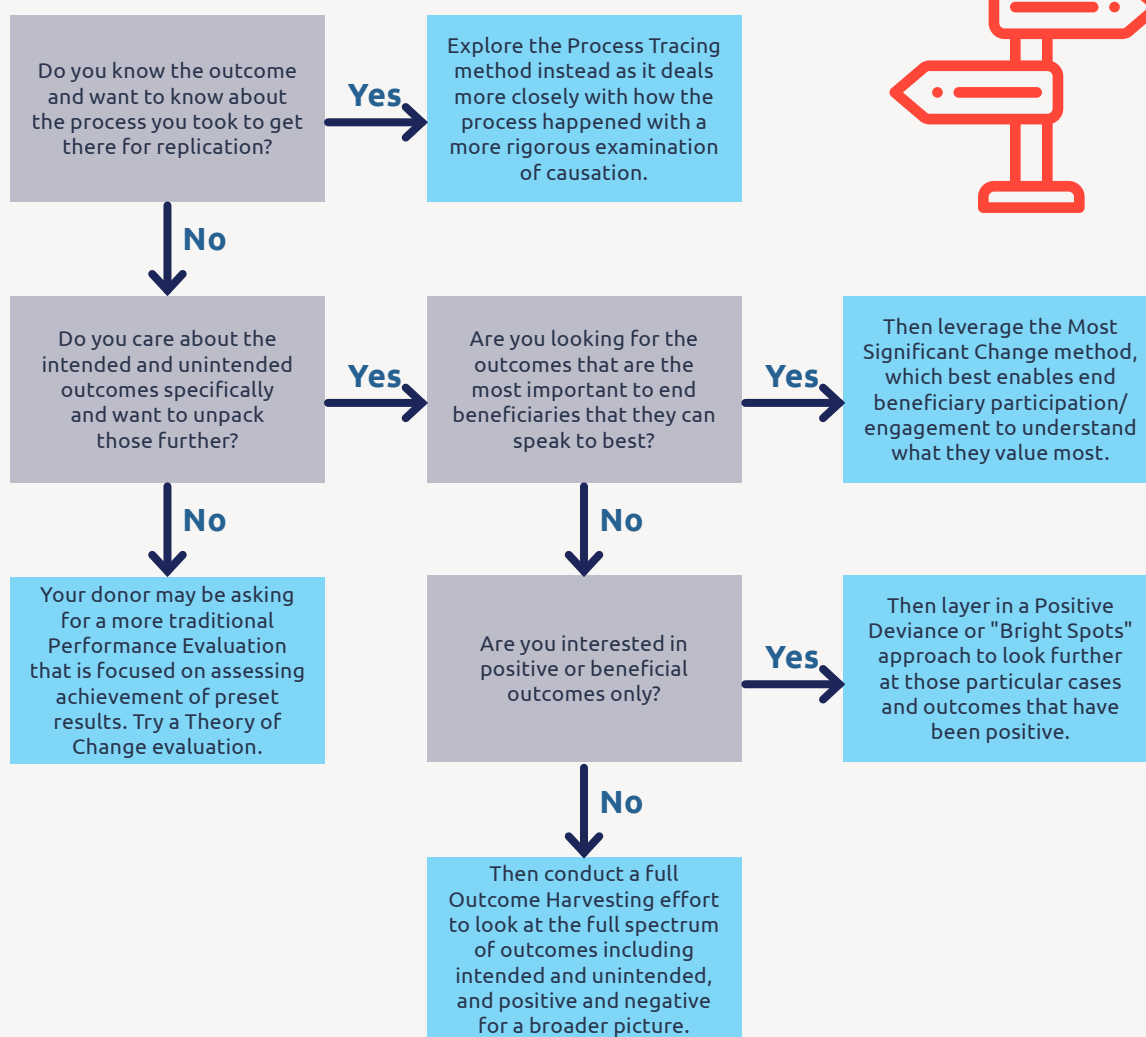 Do you know the outcome
and want to know about
the process you took to get
there for replication?
Yes
Explore the Process Tracing
method instead as it deals
more closely with how the
process happened with a
more rigorous examination
of causation.
No
Do you care about the
intended and unintended
outcomes specifically
and want to unpack
those further?
Yes
Are you looking for the
outcomes that are the
most important to end
beneficiaries that they can
speak to best?
Yes
Then leverage the Most
Significant Change method,
which best enables end
beneficiary participation/
engagement to understand
what they value most.
No
No
Your donor may be asking
for a more traditional
Performance Evaluation
that is focused on assessing
achievement of preset
results. Try a Theory of
Change evaluation.
Are you interested in
positive or beneficial
outcomes only?
Yes
Then layer in a Positive
Deviance or "Bright Spots"
approach to look further
at those particular cases
and outcomes that have
been positive.
No
Then conduct a full
Outcome Harvesting effort
to look at the full spectrum
of outcomes including
intended and unintended,
and positive and negative
for a broader picture.